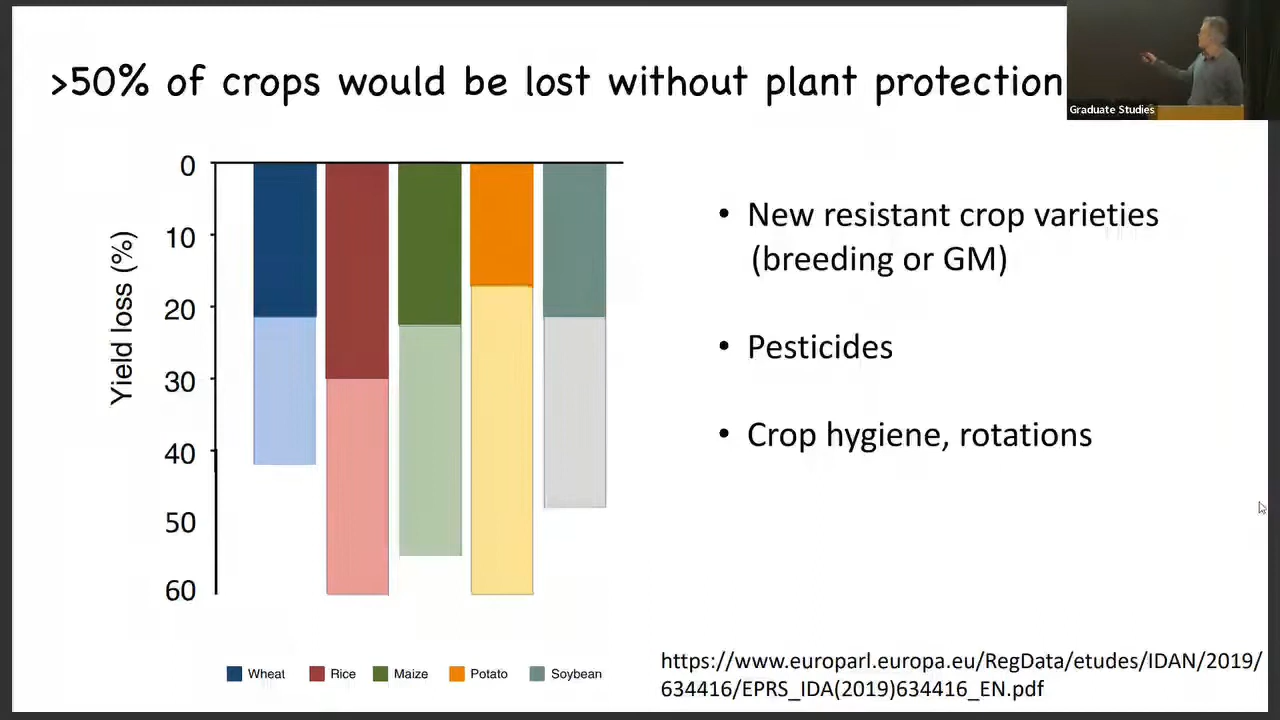 >50% of crops would be lost without plant protection
Graduate Studies
Yield loss (%)
0
10
20
30
40
50
60
Wheat Rice Maize Potato Soybean
• New resistant crop varieties
(breeding or GM)
• Pesticides
• Crop hygiene, rotations
https://www.europarl.europa.eu/RegData/etudes/IDAN/2019/
634416/EPRS_IDA(2019)634416_EN.pdf